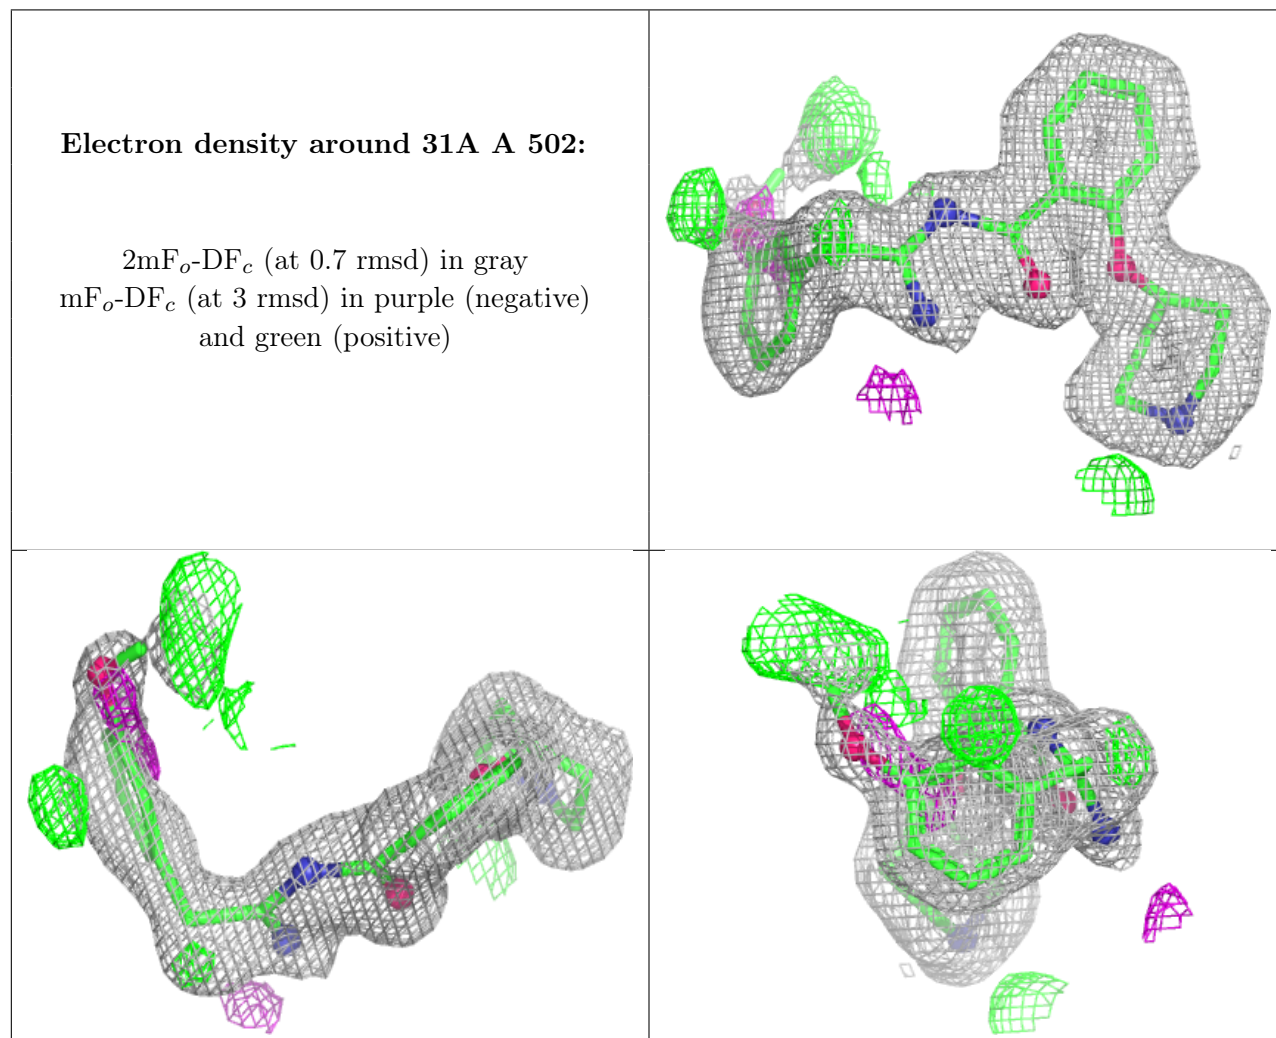 Electron density around 31A A 502:
2mFo-DFc (at 0.7 rmsd) in gray
mFo-DFc (at 3 rmsd) in purple (negative)
and green (positive)